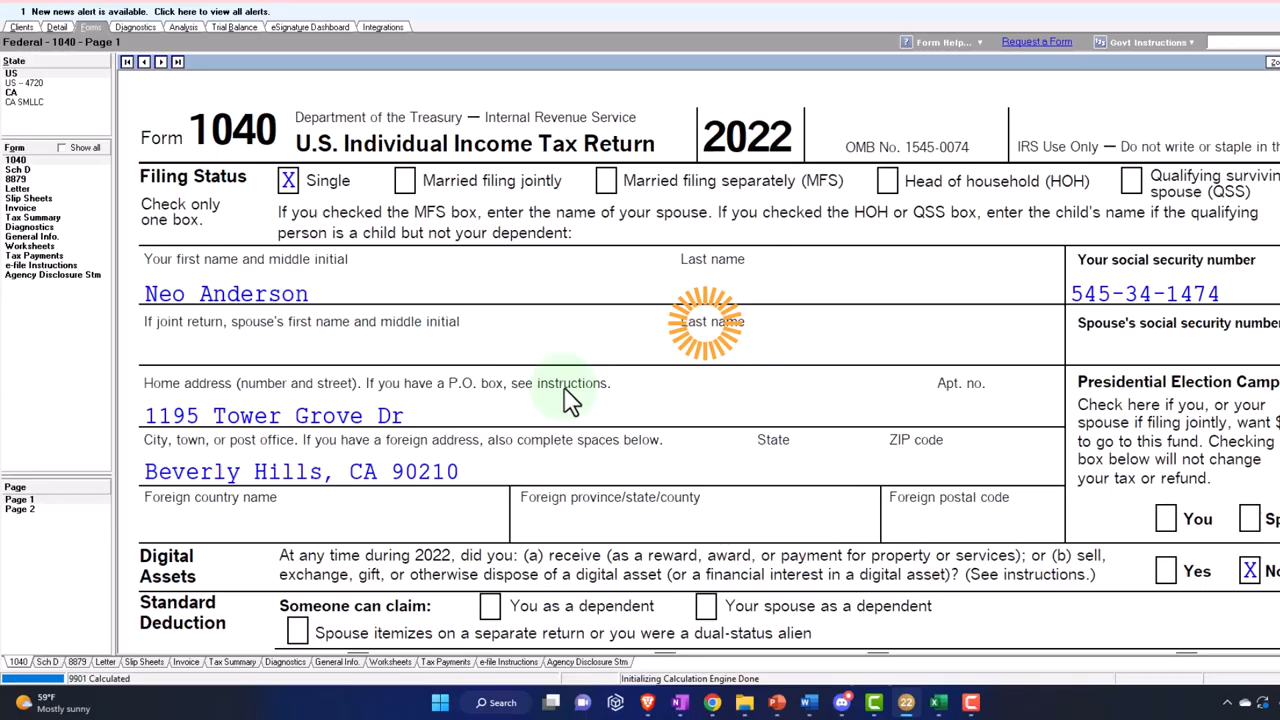 1 New news alert is available. Click here to view all alerts.
Clients Detail Forms Diagnostics Analysis Trial Balance eSignature Dashboard Integrations
Federal - 1040 - Page 1
Form Help... Request a Form Govt Instructions
State
US
US – 4720
CA
CA SMLLC
Form Show all
1040
Sch D
8879
Letter
Slip Sheets
Invoice
Tax Summary
Diagnostics
General Info.
Worksheets
Tax Payments
e-file Instructions
Agency Disclosure Stm
Page
Page 1
Page 2
Form 1040
Department of the Treasury — Internal Revenue Service
U.S. Individual Income Tax Return
2022
OMB No. 1545-0074
IRS Use Only — Do not write or staple in th
Filing Status
Check only
one box.
X Single
Married filing jointly
Married filing separately (MFS)
Head of household (HOH)
Qualifying survivin
spouse (QSS)
If you checked the MFS box, enter the name of your spouse. If you checked the HOH or QSS box, enter the child's name if the qualifying
person is a child but not your dependent:
Your first name and middle initial
Last name
Your social security number
Neo Anderson
545-34-1474
If joint return, spouse's first name and middle initial
Last name
Spouse's social security numbe
Home address (number and street). If you have a P.O. box, see instructions.
Apt. no.
1195 Tower Grove Dr
City, town, or post office. If you have a foreign address, also complete spaces below.
State
ZIP code
Beverly Hills, CA 90210
Foreign country name
Foreign province/state/county
Foreign postal code
Presidential Election Camp
Check here if you, or your
spouse if filing jointly, want $
to go to this fund. Checking
box below will not change
your tax or refund.
You
Sp
Digital
Assets
At any time during 2022, did you: (a) receive (as a reward, award, or payment for property or services); or (b) sell,
exchange, gift, or otherwise dispose of a digital asset (or a financial interest in a digital asset)? (See instructions.)
Yes
X No
Standard
Deduction
Someone can claim:
You as a dependent
Your spouse as a dependent
Spouse itemizes on a separate return or you were a dual-status alien
1040 Sch D 8879 Letter Slip Sheets Invoice Tax Summary Diagnostics General Info. Worksheets Tax Payments e-file Instructions Agency Disclosure Stm
9901 Calculated
Initializing Calculation Engine Done
59°F
Mostly sunny
Search
22